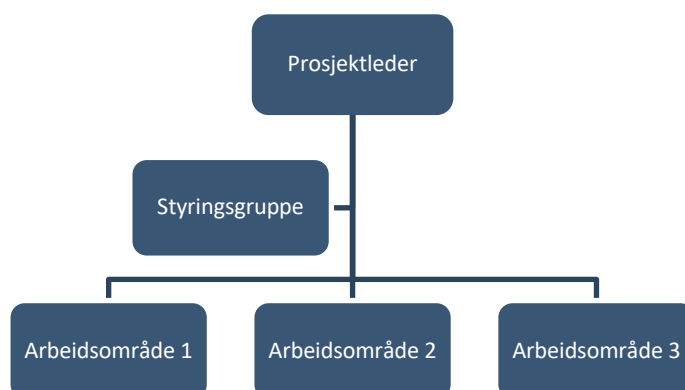 Prosjektleder
Styringsgruppe
Arbeidsområde 1
Arbeidsområde 2
Arbeidsområde 3